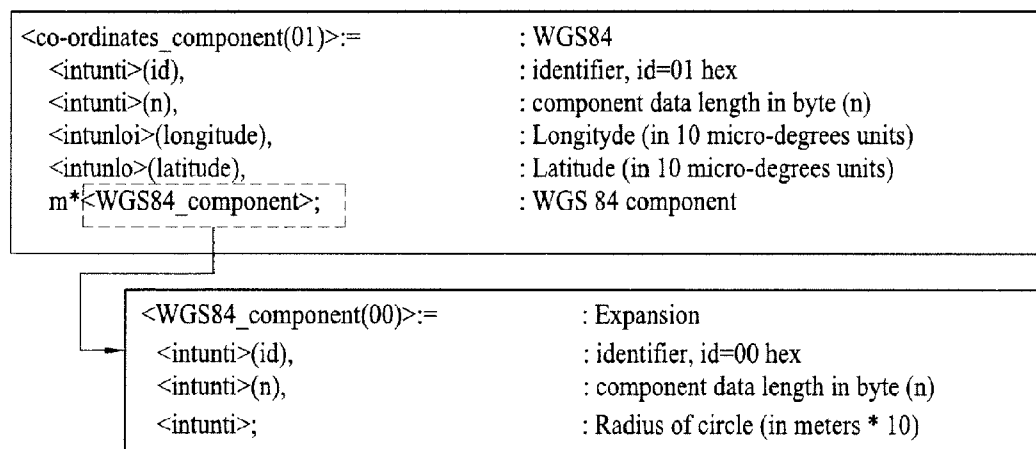 <co-ordinates_component(01)>:= : WGS84
<intunti>(id), : identifier, id=01 hex
<intunti>(n), : component data length in byte (n)
<intunloi>(longitude), : Longityde (in 10 micro-degrees units)
<intunlo>(latitude), : Latitude (in 10 micro-degrees units)
m*<WGS84_component>; : WGS 84 component
<WGS84_component(00)>:= : Expansion
<intunti>(id), : identifier, id=00 hex
<intunti>(n), : component data length in byte (n)
<intunti>; : Radius of circle (in meters * 10)